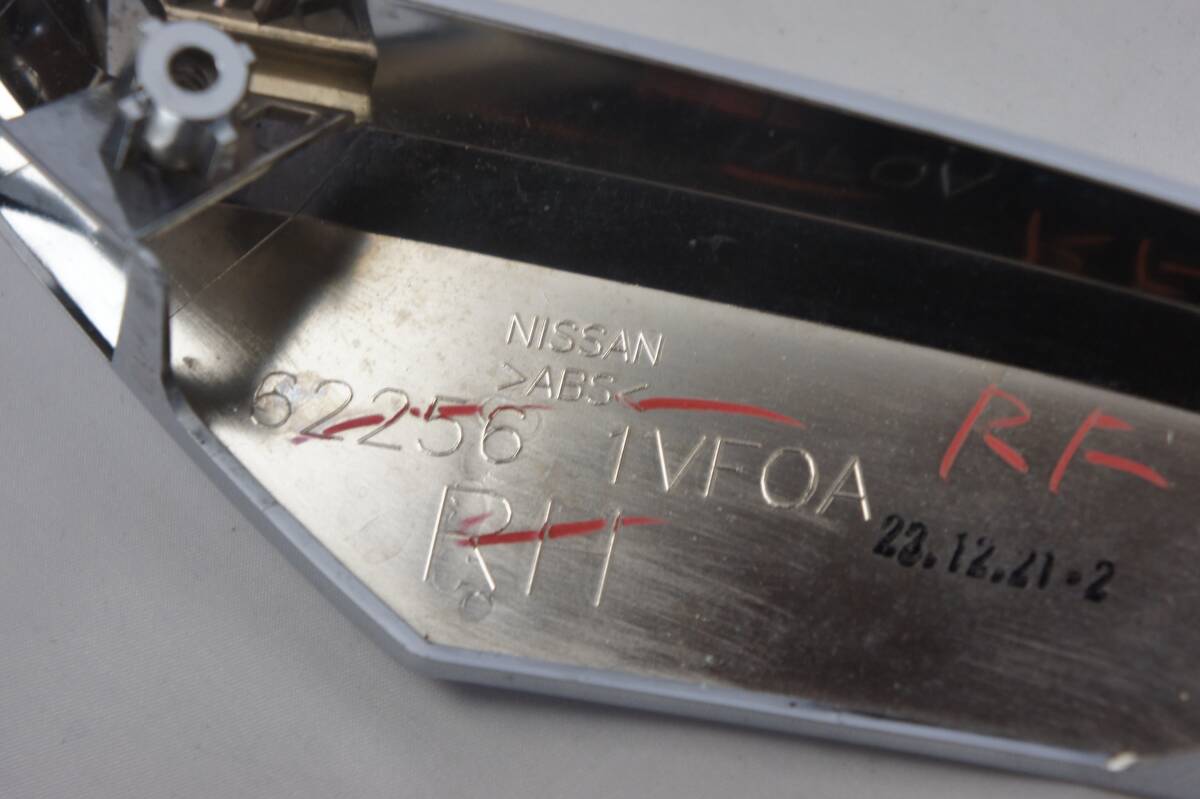 NISSAN
>ABS<
62256 1VF0A
RH
RF
23.12.21.2